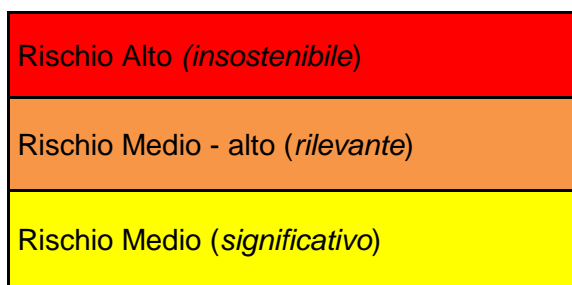 Rischio Alto (insostenibile)
Rischio Medio - alto (rilevante)
Rischio Medio (significativo)